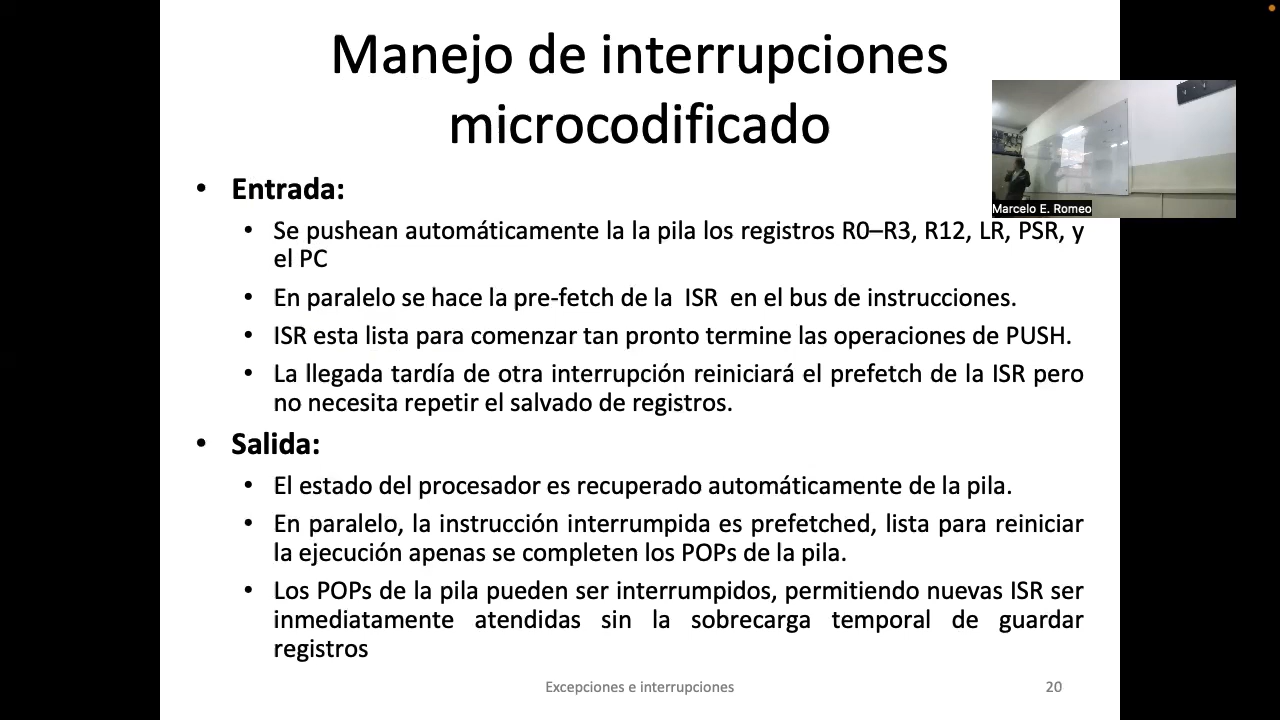 Manejo de interrupciones
microcodificado
• Entrada:
• Se pushean automáticamente la la pila los registros R0–R3, R12, LR, PSR, y
el PC
• En paralelo se hace la pre-fetch de la ISR en el bus de instrucciones.
• ISR esta lista para comenzar tan pronto termine las operaciones de PUSH.
• La llegada tardía de otra interrupción reiniciará el prefetch de la ISR pero
no necesita repetir el salvado de registros.
• Salida:
• El estado del procesador es recuperado automáticamente de la pila.
• En paralelo, la instrucción interrumpida es prefetched, lista para reiniciar
la ejecución apenas se completen los POPs de la pila.
• Los POPs de la pila pueden ser interrumpidos, permitiendo nuevas ISR ser
inmediatamente atendidas sin la sobrecarga temporal de guardar
registros
Excepciones e interrupciones 20
Marcelo E. Romeo